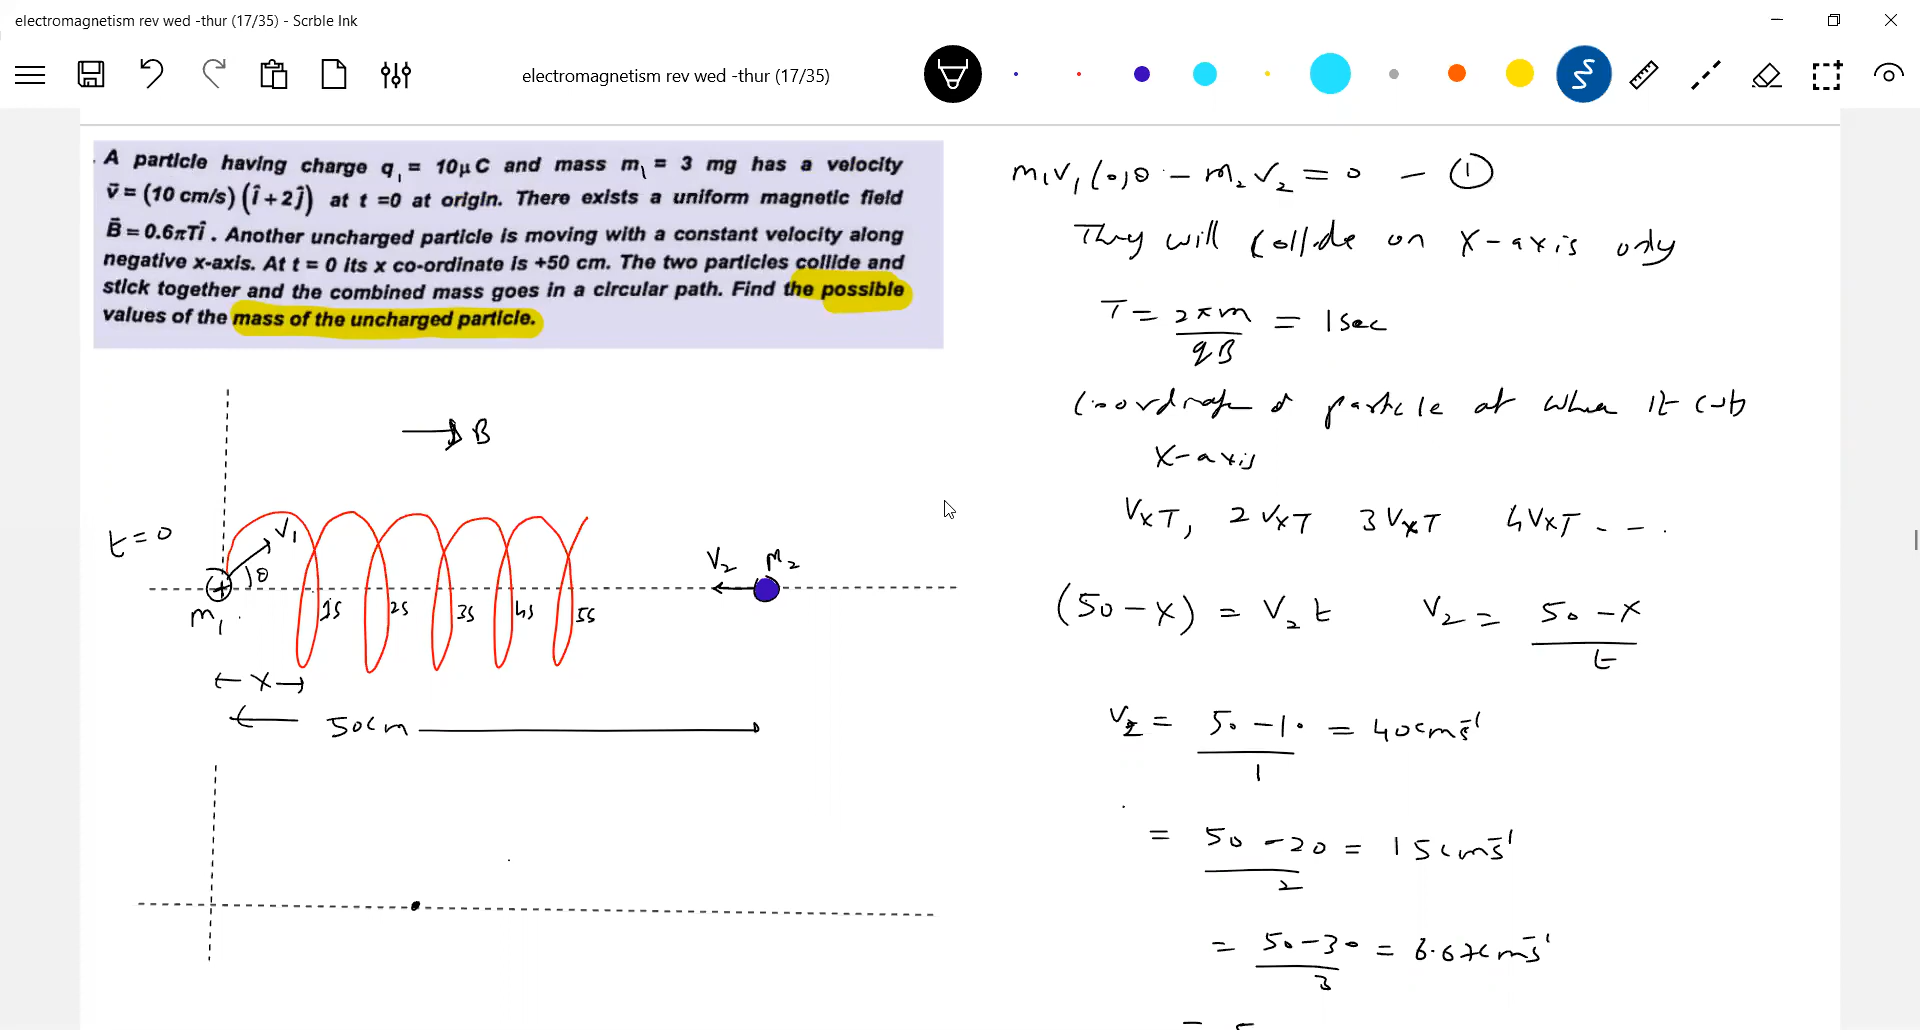 electromagnetism rev wed -thur (17/35) - Scrble Ink
electromagnetism rev wed -thur (17/35)
A particle having charge q₁ = 10μC and mass m₁ = 3 mg has a velocity
v⃗ = (10 cm/s) (î + 2ĵ) at t =0 at origin. There exists a uniform magnetic field
B⃗ = 0.6πTî . Another uncharged particle is moving with a constant velocity along
negative x-axis. At t = 0 its x co-ordinate is +50 cm. The two particles collide and
stick together and the combined mass goes in a circular path. Find the possible
values of the mass of the uncharged particle.
B
t = 0
V₁
θ
m₁
1s 2s 3s 4s 5s
V₂ M₂
x
50cm
m₁v₁ cosθ - m₂v₂ = 0 - ①
They will collide on x-axis only
T = 2πm / qB = 1 sec
particle at when it cuts
x-axis
VxT, 2VxT 3VxT 4VxT - - .
(50 - x) = V₂ t V₂ = 50 - x / t
V₂ = 50 - 10 / 1 = 40cms⁻¹
= 50 - 20 / 2 = 15cms⁻¹
= 50 - 30 / 3 = 6.67cms⁻¹